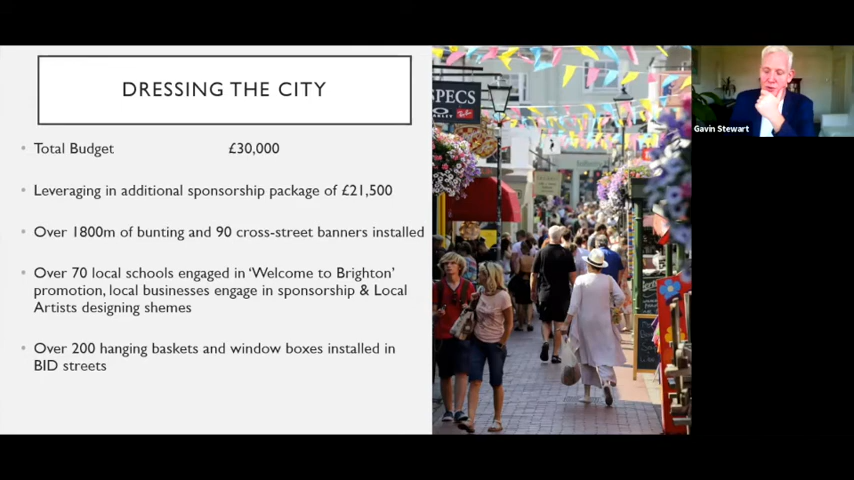 DRESSING THE CITY
Total Budget £30,000
Leveraging in additional sponsorship package of £21,500
Over 1800m of bunting and 90 cross-street banners installed
Over 70 local schools engaged in ‘Welcome to Brighton’
promotion, local businesses engage in sponsorship & Local
Artists designing shemes
Over 200 hanging baskets and window boxes installed in
BID streets
SPECS
Ray-Ban
Gavin Stewart